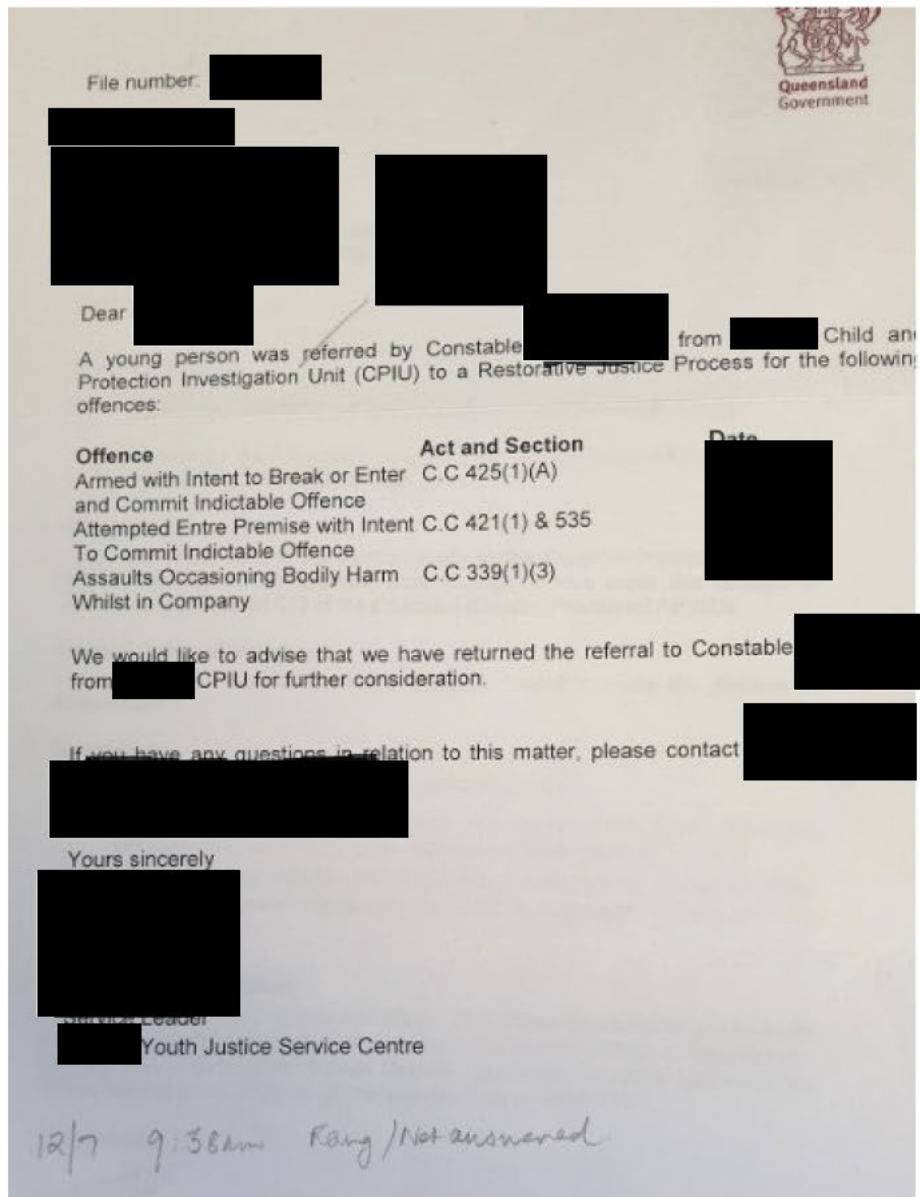 File number:
Queensland
Government
Dear
A young person was referred by Constable from Child and
Protection Investigation Unit (CPIU) to a Restorative Justice Process for the following
offences:
Offence Act and Section Date
Armed with Intent to Break or Enter C.C 425(1)(A)
and Commit Indictable Offence
Attempted Entre Premise with Intent C.C 421(1) & 535
To Commit Indictable Offence
Assaults Occasioning Bodily Harm C.C 339(1)(3)
Whilst in Company
We would like to advise that we have returned the referral to Constable
from CPIU for further consideration.
If you have any questions in relation to this matter, please contact
Yours sincerely
Service Leader
Youth Justice Service Centre
12/7 9:38am Rang / Not answered